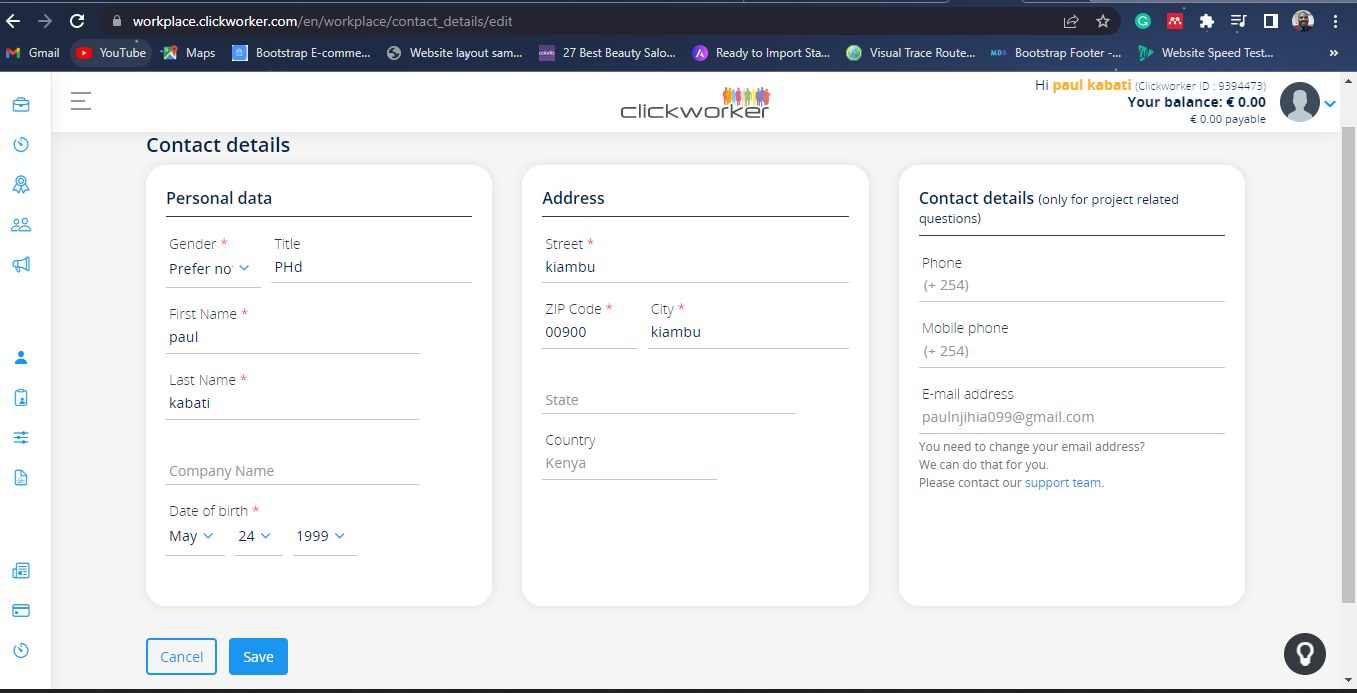 workplace.clickworker.com/en/workplace/contact_details/edit
Gmail YouTube Maps Bootstrap E-comme... Website layout sam... 27 Best Beauty Salo... Ready to Import Sta... Visual Trace Route... Bootstrap Footer -... Website Speed Test... »
clickworker
Hi paul kabati (Clickworker ID : 9394473)
Your balance: € 0.00
€ 0.00 payable
Contact details
Personal data
Gender * Title
Prefer no PHd
First Name *
paul
Last Name *
kabati
Company Name
Date of birth *
May 24 1999
Address
Street *
kiambu
ZIP Code * City *
00900 kiambu
State
Country
Kenya
Contact details (only for project related
questions)
Phone
(+ 254)
Mobile phone
(+ 254)
E-mail address
paulnjihia099@gmail.com
You need to change your email address?
We can do that for you.
Please contact our support team.
Cancel Save